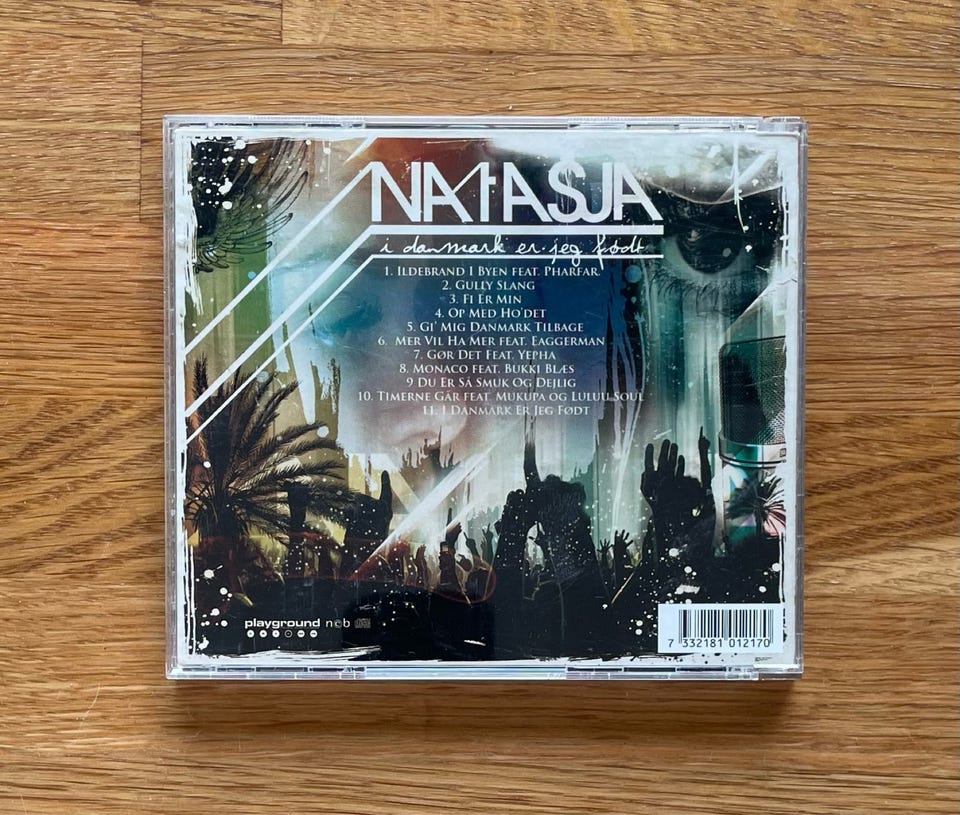 NATASJA
i danmark er jeg født
1. Ildebrand I Byen feat. Pharfar.
2. Gully Slang
3. Fi Er Min
4. Op Med Ho'det
5. Gi' Mig Danmark Tilbage
6. Mer Vil Ha Mer feat. Eaggerman
7. Gør Det Feat. Yepha
8. Monaco feat. Bukki Blæs
9 Du Er Så Smuk Og Dejlig
10. Timerne Går feat. Mukupa og Luluu Soul
11. I Danmark Er Jeg Født
playground ncb
7 332181 012170